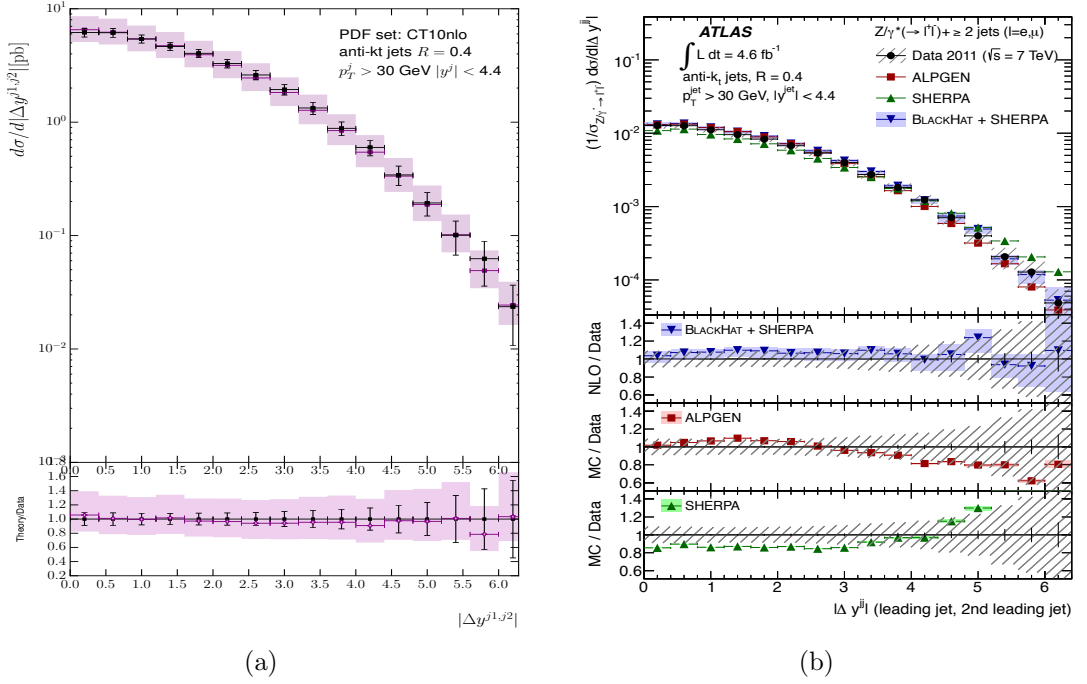 PDF set: CT10nlo
anti-kt jets R = 0.4
p_T^j > 30 GeV |y^j| < 4.4
dσ/d|Δy^{j1,j2}|[pb]
10^1
10^0
10^{-1}
10^{-2}
10^{-3}
0.0 0.5 1.0 1.5 2.0 2.5 3.0 3.5 4.0 4.5 5.0 5.5 6.0
Theory/Data
1.6
1.4
1.2
1.0
0.8
0.6
0.4
0.2
0.0 0.5 1.0 1.5 2.0 2.5 3.0 3.5 4.0 4.5 5.0 5.5 6.0
|Δy^{j1,j2}|
(a)
ATLAS
∫ L dt = 4.6 fb^{-1}
anti-k_t jets, R = 0.4
p_T^{jet} > 30 GeV, |y^{jet}| < 4.4
Z/γ*(→ l^+l^-)+ ≥ 2 jets (l=e,μ)
Data 2011 (√s = 7 TeV)
ALPGEN
SHERPA
BLACKHAT + SHERPA
(1/σ_{Z/γ*→ l^+l^-}) dσ/d|Δ y^{jj}|
10^{-1}
10^{-2}
10^{-3}
10^{-4}
NLO / Data
1.4
1.2
1
0.8
0.6
BLACKHAT + SHERPA
MC / Data
1.4
1.2
1
0.8
0.6
ALPGEN
MC / Data
1.4
1.2
1
0.8
0.6
SHERPA
0 1 2 3 4 5 6
|Δ y^{jj}| (leading jet, 2nd leading jet)
(b)